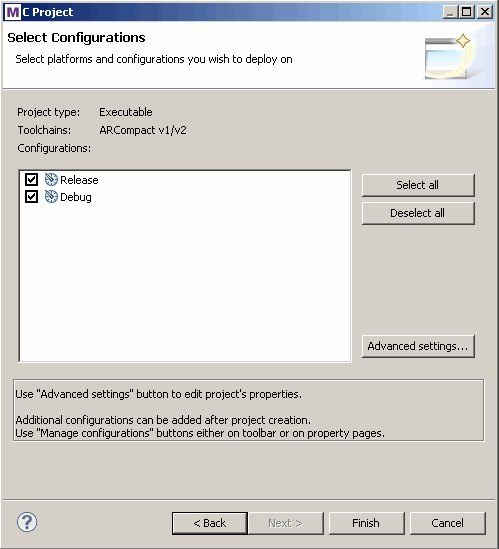 M C Project
Select Configurations
Select platforms and configurations you wish to deploy on
Project type: Executable
Toolchains: ARCompact v1/v2
Configurations:
Release
Debug
Select all
Deselect all
Advanced settings...
Use "Advanced settings" button to edit project's properties.
Additional configurations can be added after project creation.
Use "Manage configurations" buttons either on toolbar or on property pages.
?
< Back Next > Finish Cancel